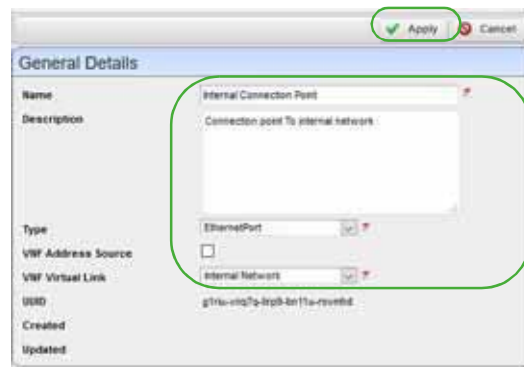 Apply Cancel
General Details
Name Internal Connection Point *
Description Connection point To internal network
Type EthernetPort *
VNF Address Source
VNF Virtual Link Internal Network *
UUID
Created
Updated